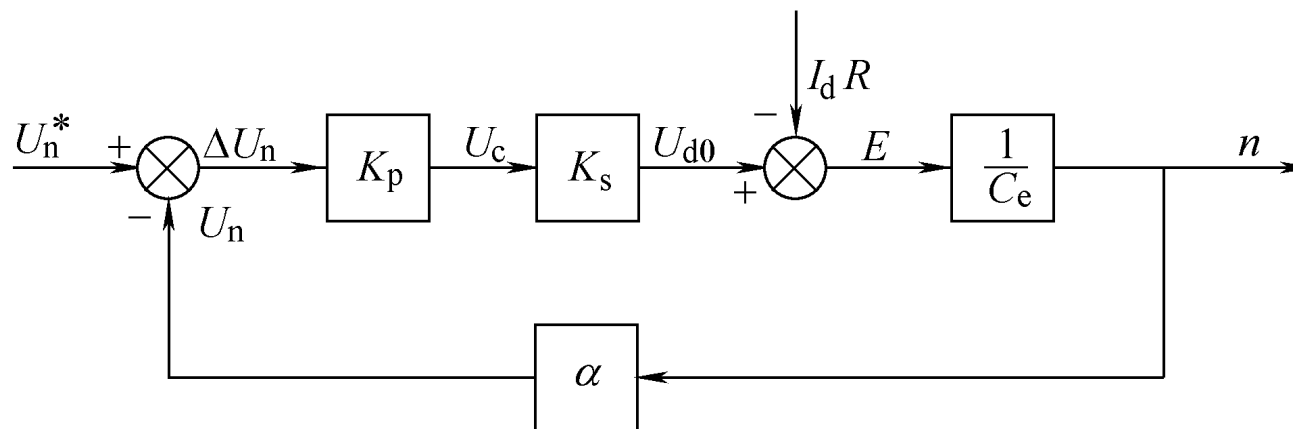 I_d R
U_n^* + ΔU_n K_p U_c K_s U_d0 − + E 1/C_e n
− U_n
α